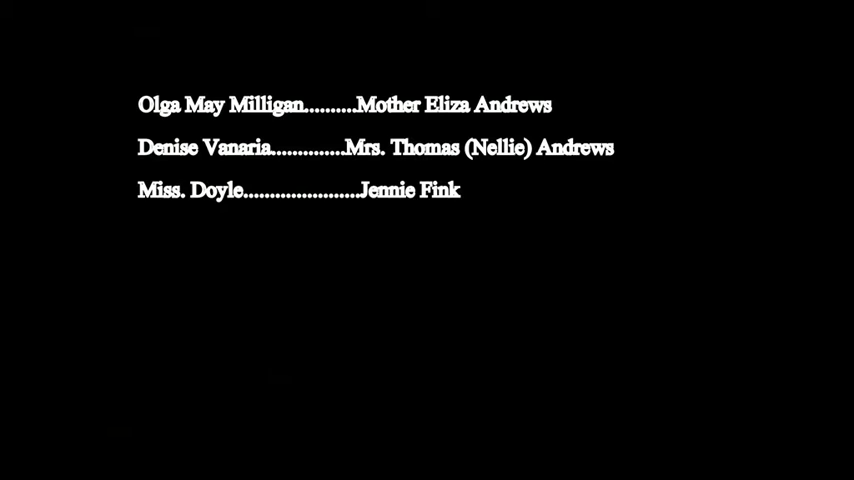 Olga May Milligan..........Mother Eliza Andrews
Denise Vanaria..............Mrs. Thomas (Nellie) Andrews
Miss. Doyle......................Jennie Fink